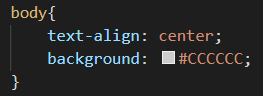 body{
    text-align: center;
    background: #CCCCCC;
}